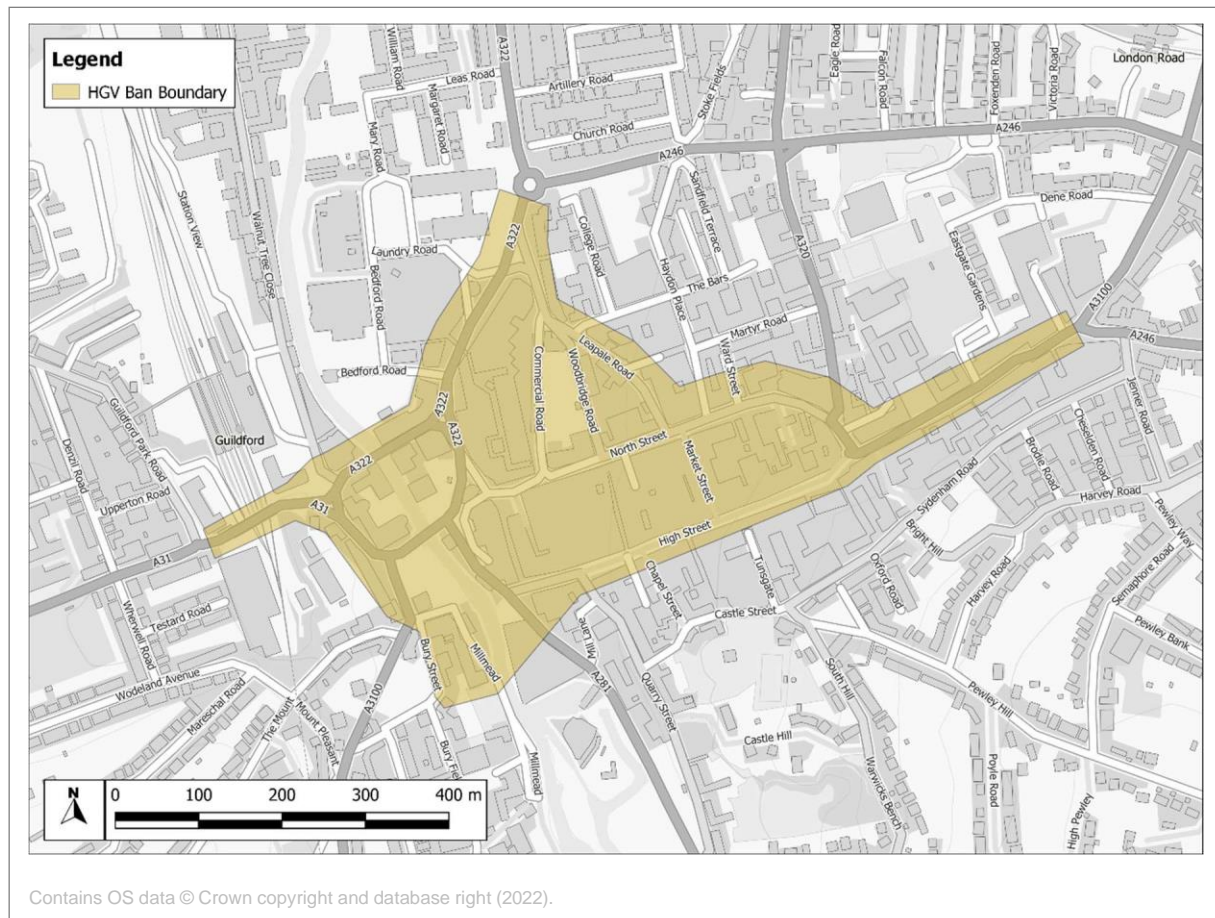 Legend
HGV Ban Boundary
William Road
A322
Leas Road
Margaret Road
Mary Road
Artillery Road
Stoke Fields
Church Road
A246
Eagle Road
Falcon Road
Foxenden Road
Victoria Road
London Road
A246
Station View
Walnut Tree Close
Laundry Road
Bedford Road
A322
College Road
Sandfield Terrace
Haydon Place
The Bars
A320
Dene Road
Eastgate Gardens
A3100
A246
Martyr Road
Ward Street
Leapale Road
Commercial Road
Woodbridge Road
Bedford Road
A322
A322
North Street
Market Street
High Street
Guildford
Guildford Park Road
Denzil Road
Upperton Road
A322
A31
A31
Jenner Road
Cheselden Road
Brodie Road
Sydenham Road
Harvey Road
Pewley Way
Bright Hill
Harvey Road
Semaphore Road
Oxford Road
Tunsgate
Chapel Street
Castle Street
Pewley Bank
Testard Road
Wherwell Road
Wodeland Avenue
Mareschal Road
The Mount
Mount Pleasant
A3100
Bury Street
Millmead
Mill Lane
A281
Quarry Street
South Hill
Pewley Hill
Castle Hill
Warwicks Bench
Poyle Road
High Pewley
Bury Fiel
Millmead
N
0 100 200 300 400 m
Contains OS data © Crown copyright and database right (2022).